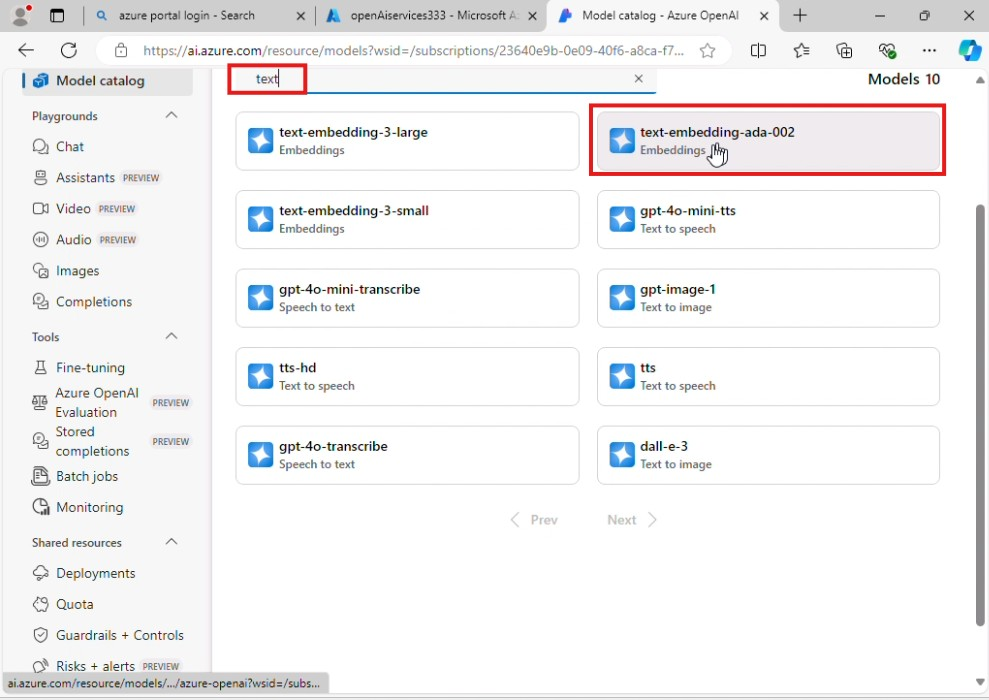 azure portal login - Search
openAiservices333 - Microsoft A
Model catalog - Azure OpenAI
https://ai.azure.com/resource/models?wsid=/subscriptions/23640e9b-0e09-40f6-a8ca-f7...
Model catalog
text
Models 10
Playgrounds
Chat
Assistants PREVIEW
Video PREVIEW
Audio PREVIEW
Images
Completions
Tools
Fine-tuning
Azure OpenAI
Evaluation
PREVIEW
Stored
completions
PREVIEW
Batch jobs
Monitoring
Shared resources
Deployments
Quota
Guardrails + Controls
Risks + alerts PREVIEW
text-embedding-3-large
Embeddings
text-embedding-ada-002
Embeddings
text-embedding-3-small
Embeddings
gpt-4o-mini-tts
Text to speech
gpt-4o-mini-transcribe
Speech to text
gpt-image-1
Text to image
tts-hd
Text to speech
tts
Text to speech
gpt-4o-transcribe
Speech to text
dall-e-3
Text to image
Prev
Next
ai.azure.com/resource/models/.../azure-openai?wsid=/subs...